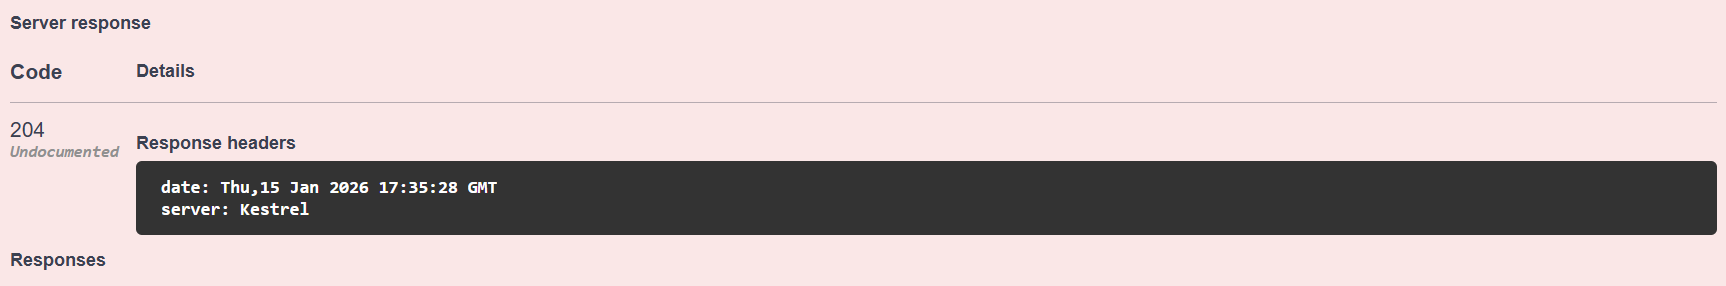 Server response
Code Details
204
Undocumented
Response headers
date: Thu,15 Jan 2026 17:35:28 GMT
server: Kestrel
Responses